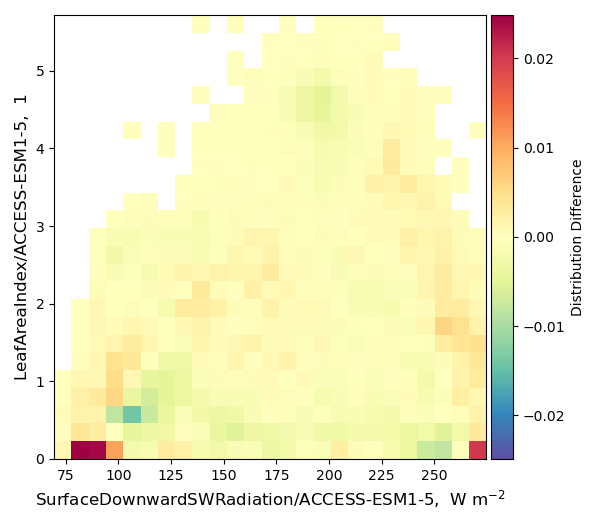 5
4
3
2
1
0
LeafAreaIndex/ACCESS-ESM1-5,  1
75 100 125 150 175 200 225 250
SurfaceDownwardSWRadiation/ACCESS-ESM1-5,  W m⁻²
0.02
0.01
0.00
−0.01
−0.02
Distribution Difference